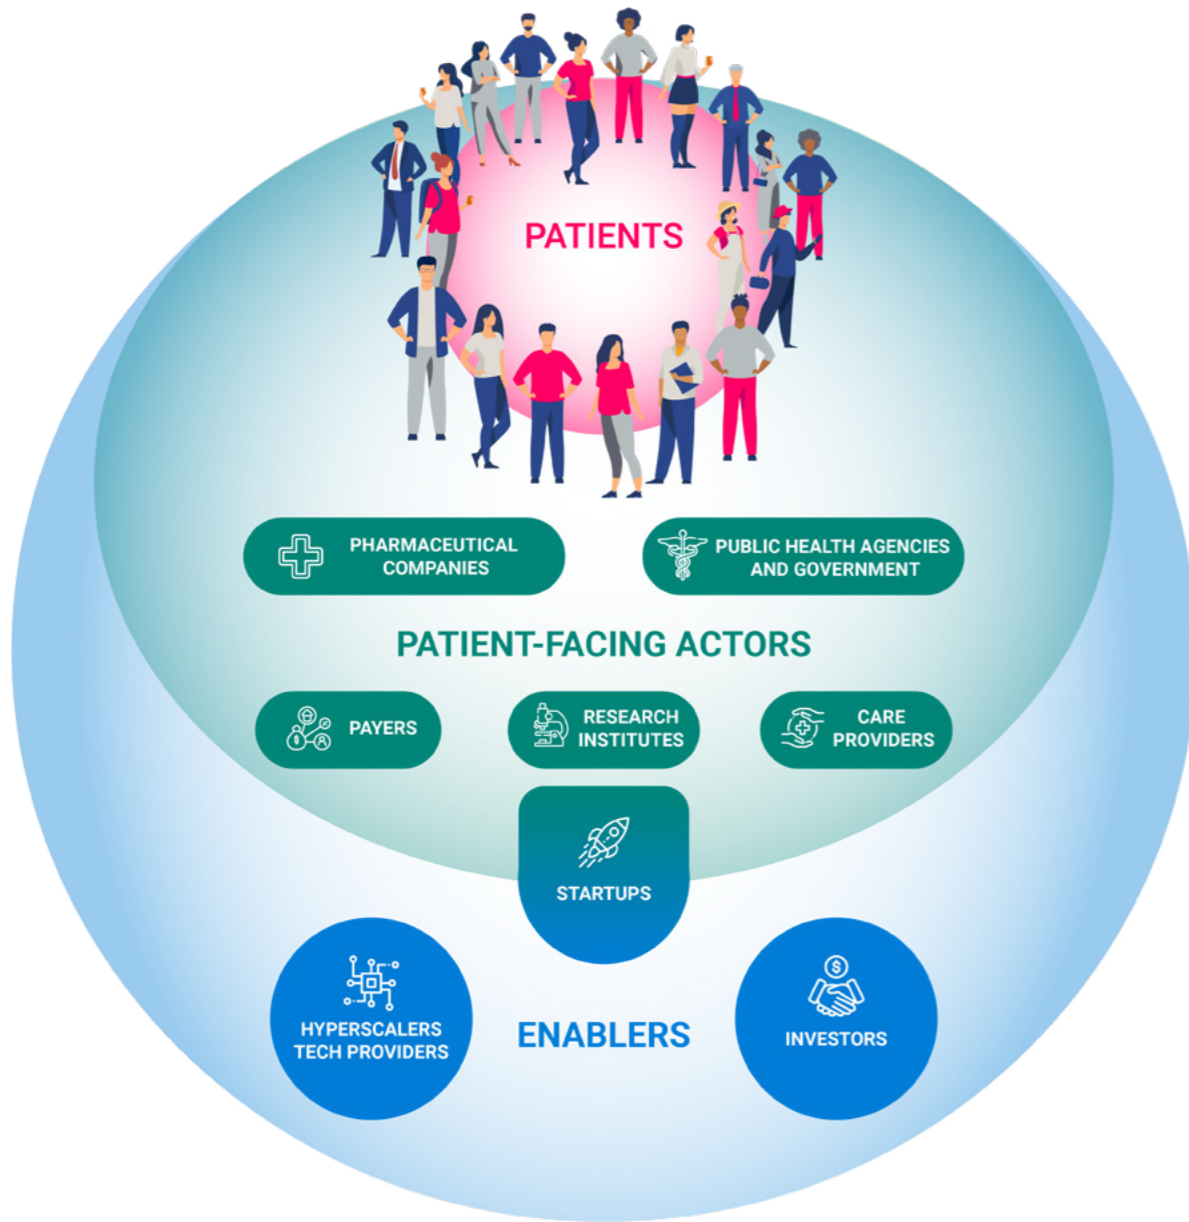 PATIENTS
PHARMACEUTICAL
COMPANIES
PUBLIC HEALTH AGENCIES
AND GOVERNMENT
PATIENT-FACING ACTORS
PAYERS
RESEARCH
INSTITUTES
CARE
PROVIDERS
STARTUPS
HYPERSCALERS
TECH PROVIDERS
ENABLERS
INVESTORS